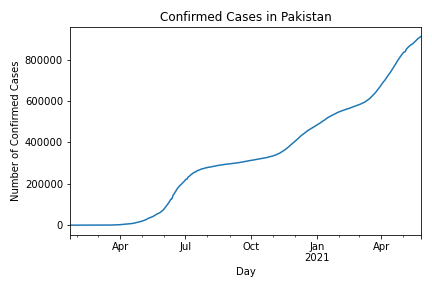 Confirmed Cases in Pakistan
Number of Confirmed Cases
800000
600000
400000
200000
0
Apr
Jul
Oct
Jan
2021
Apr
Day